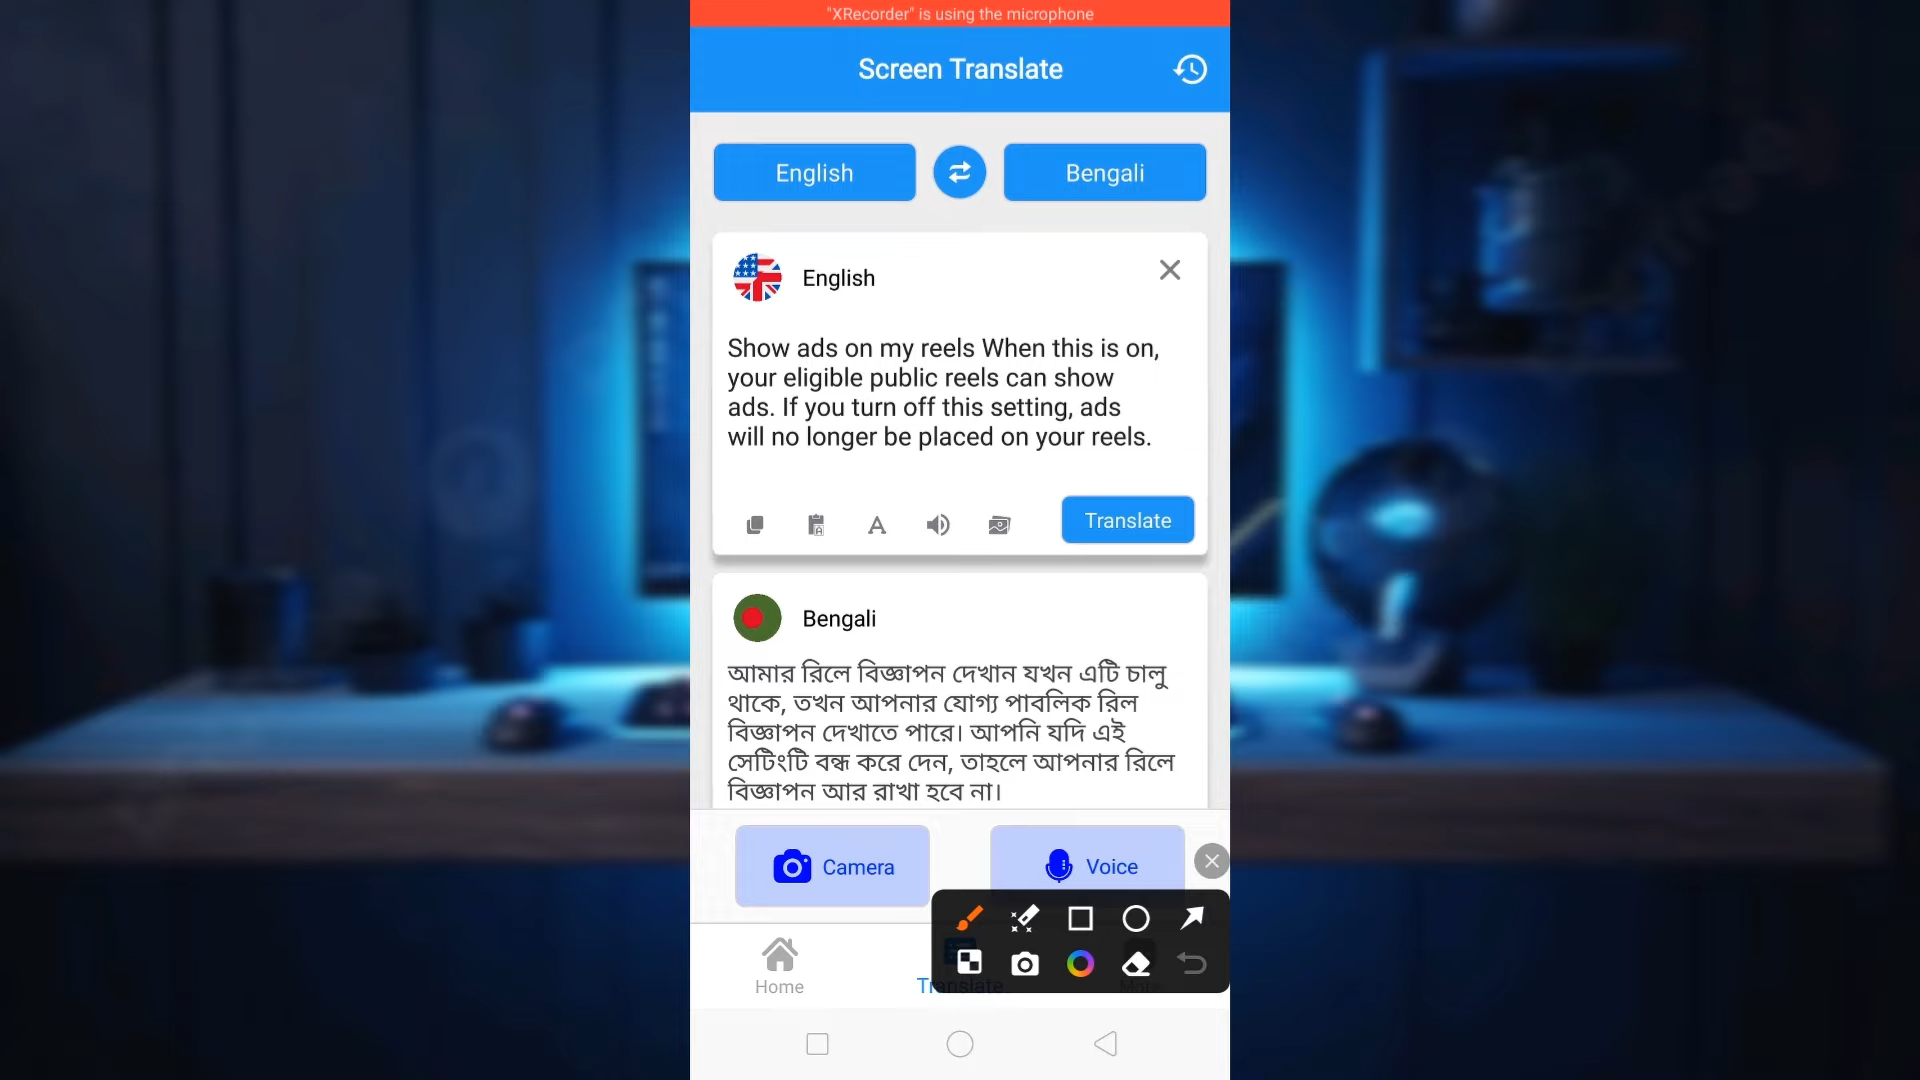 "XRecorder" is using the microphone
Screen Translate
English
Bengali
English
Show ads on my reels When this is on,
your eligible public reels can show
ads. If you turn off this setting, ads
will no longer be placed on your reels.
Translate
Bengali
আমার রিলে বিজ্ঞাপন দেখান যখন এটি চালু
থাকে, তখন আপনার যোগ্য পাবলিক রিল
বিজ্ঞাপন দেখাতে পারে। আপনি যদি এই
সেটিংটি বন্ধ করে দেন, তাহলে আপনার রিলে
বিজ্ঞাপন আর রাখা হবে না।
Camera
Voice
Home
Translate